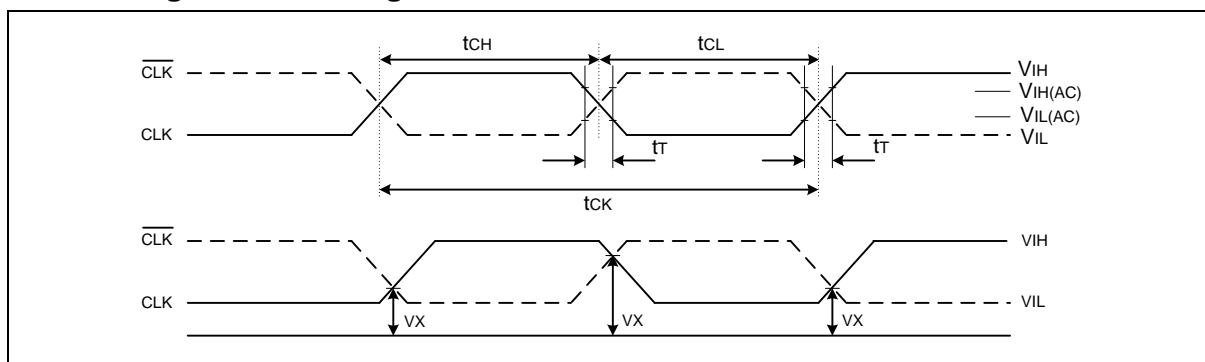 tCH
tCL
CLK
VIH
VIH(AC)
VIL(AC)
CLK
VIL
tT
tT
tCK
CLK
VIH
CLK
VIL
VX
VX
VX